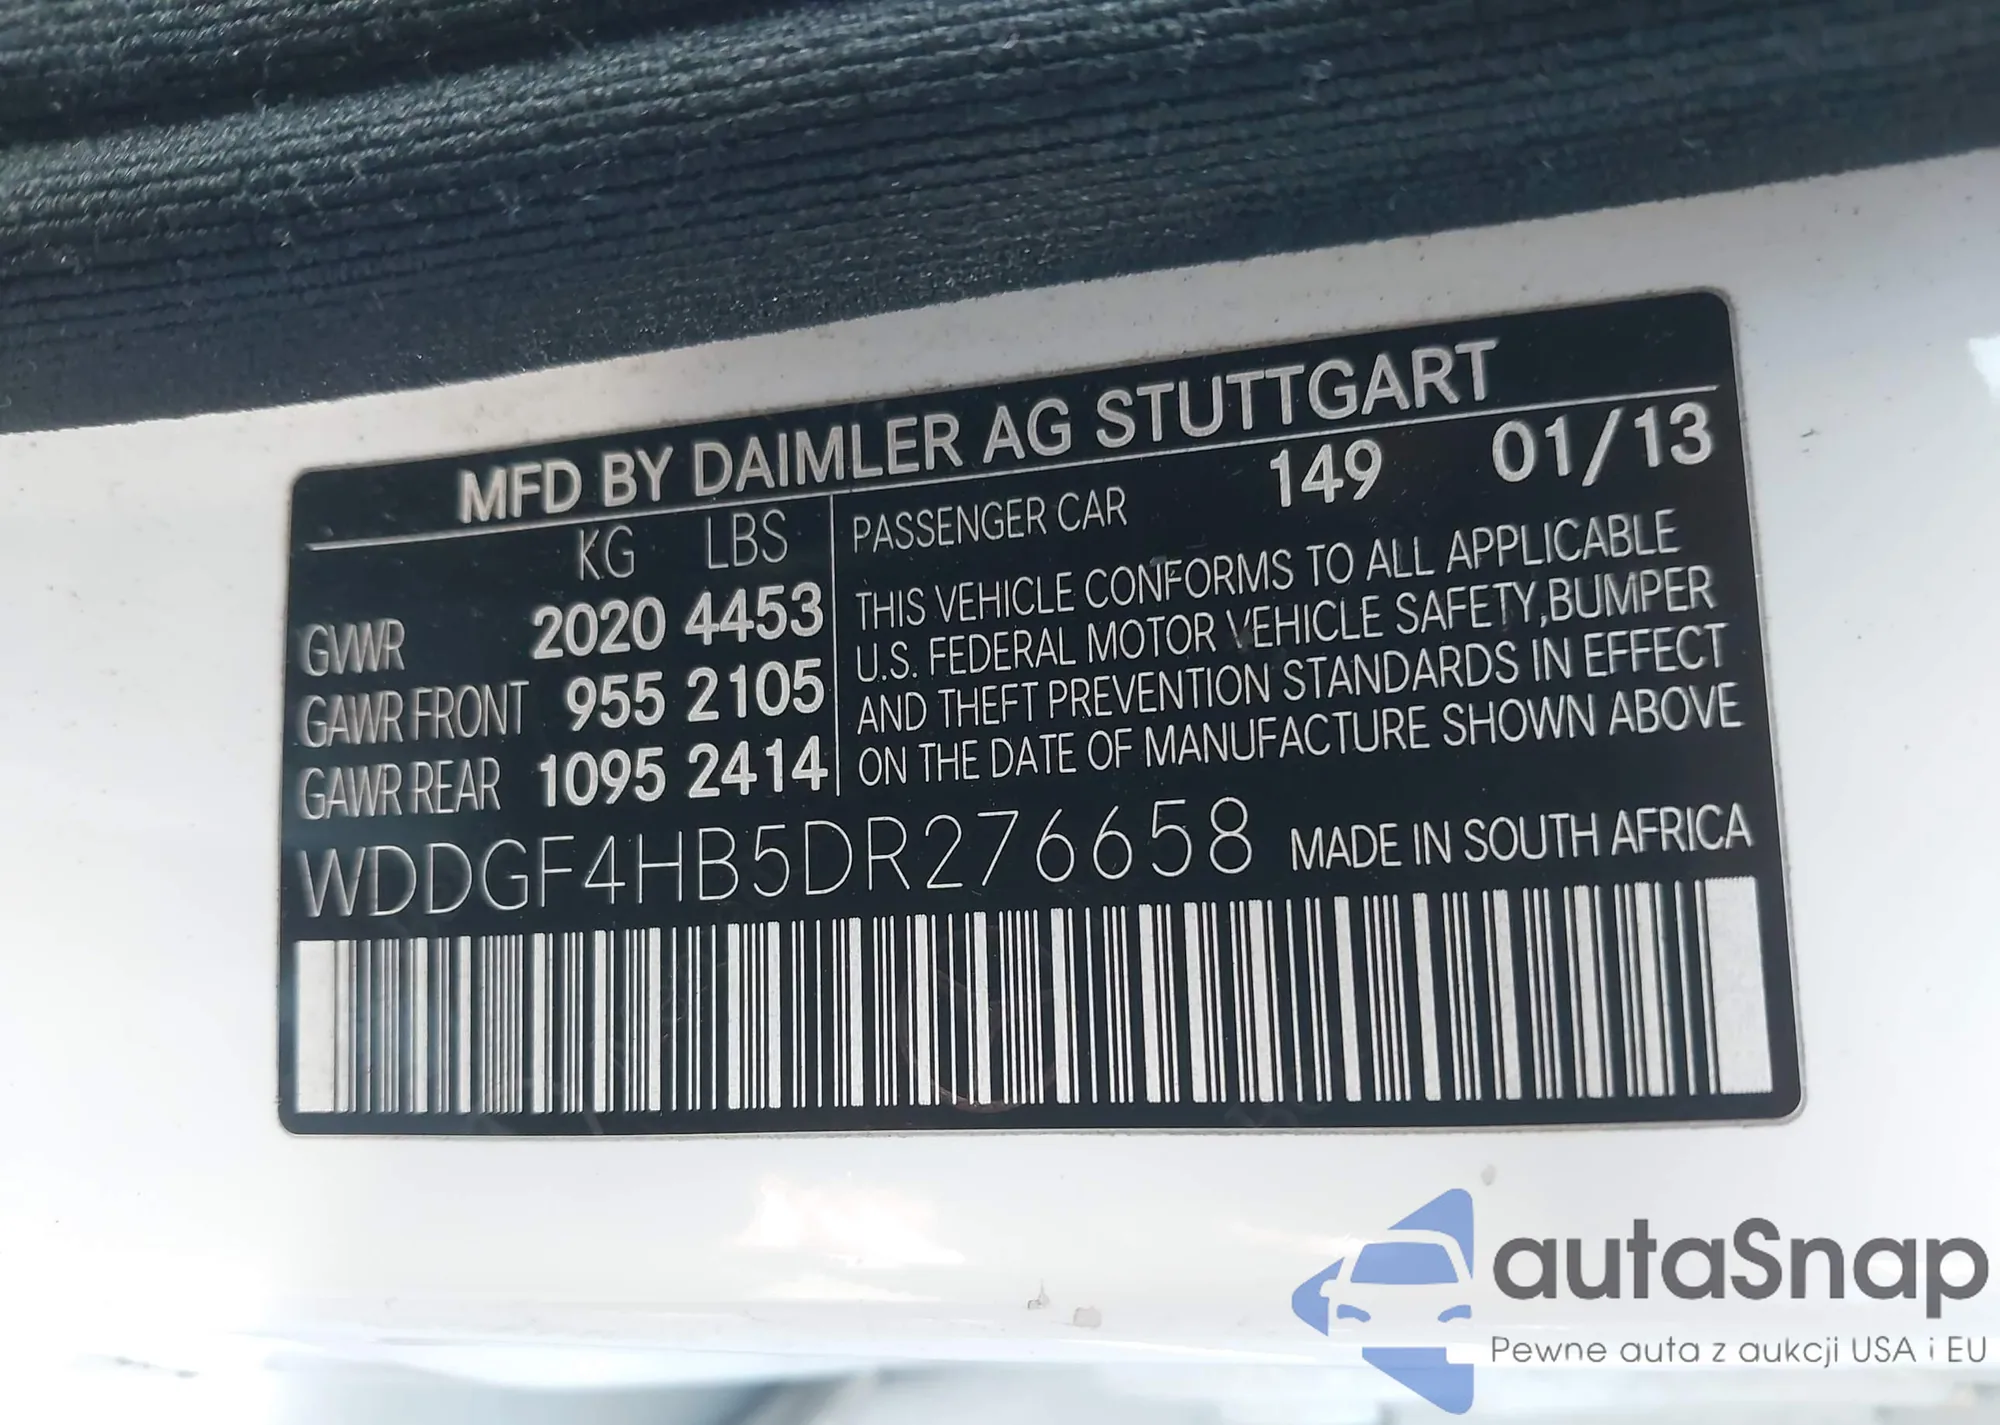 MFD BY DAIMLER AG STUTTGART
KG LBS
GVWR 2020 4453
GAWR FRONT 955 2105
GAWR REAR 1095 2414
PASSENGER CAR 149 01/13
THIS VEHICLE CONFORMS TO ALL APPLICABLE
U.S. FEDERAL MOTOR VEHICLE SAFETY,BUMPER
AND THEFT PREVENTION STANDARDS IN EFFECT
ON THE DATE OF MANUFACTURE SHOWN ABOVE
WDDGF4HB5DR276658 MADE IN SOUTH AFRICA
autaSnap
Pewne auta z aukcji USA i EU